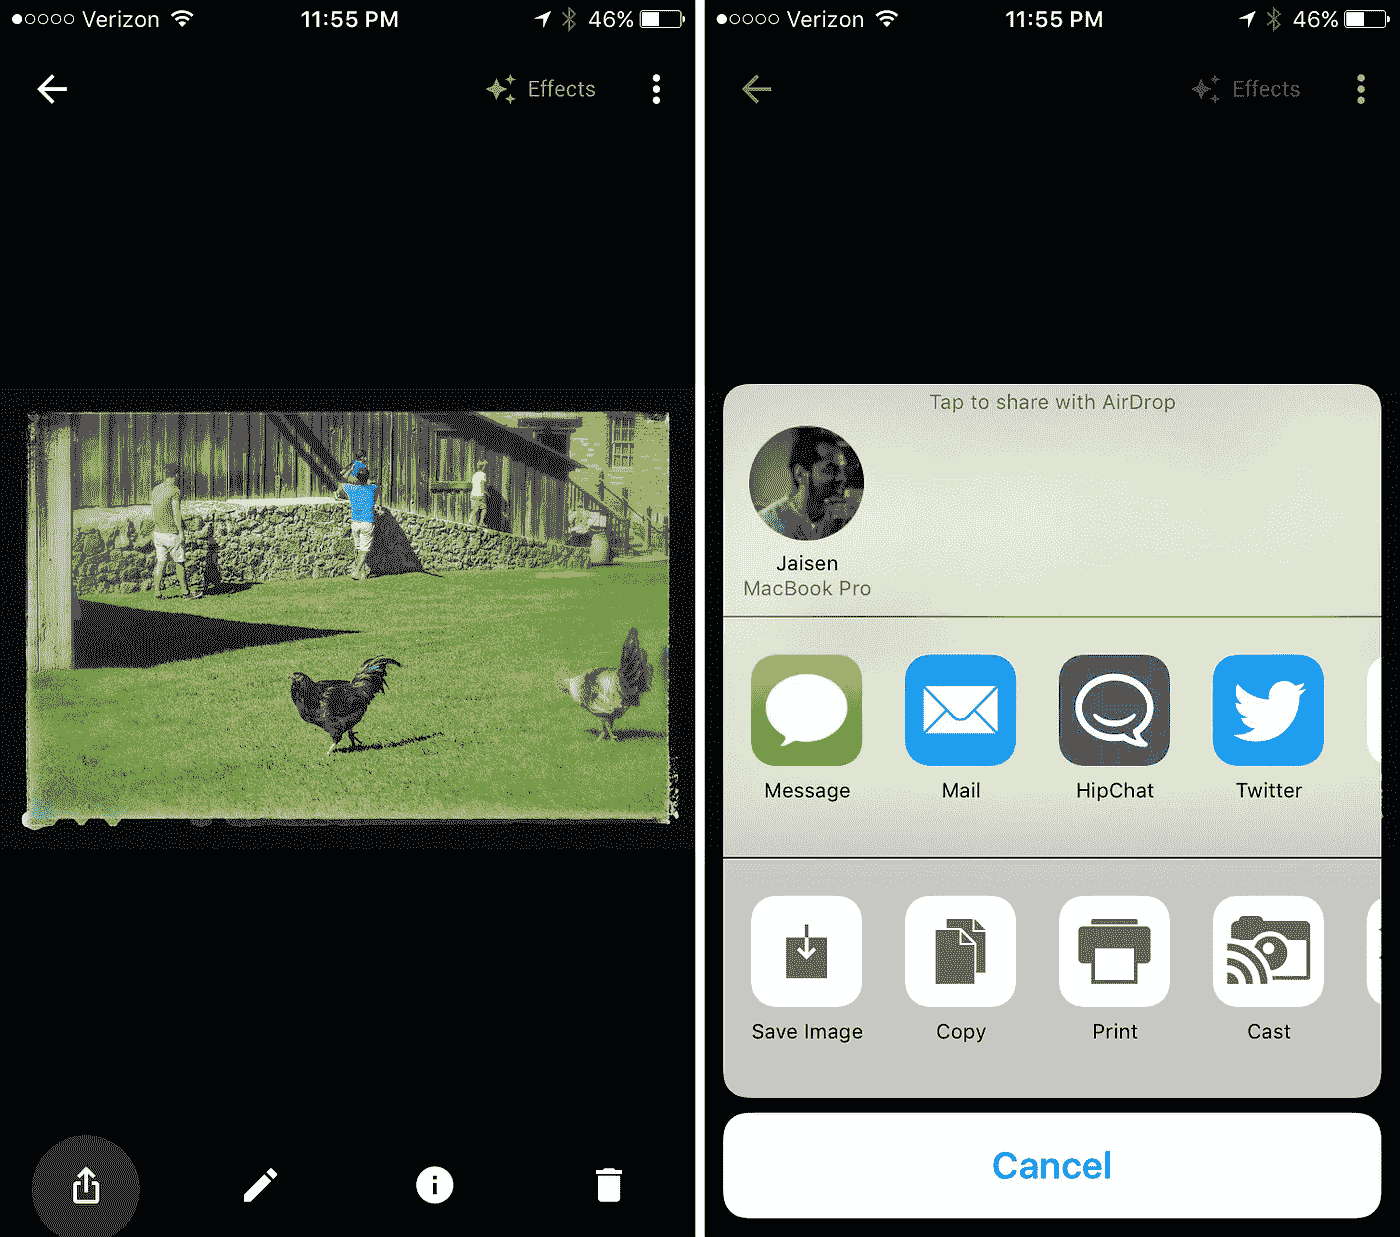 Verizon 11:55 PM 46%
Effects
Verizon 11:55 PM 46%
Effects
Tap to share with AirDrop
Jaisen
MacBook Pro
Message Mail HipChat Twitter
Save Image Copy Print Cast
Cancel